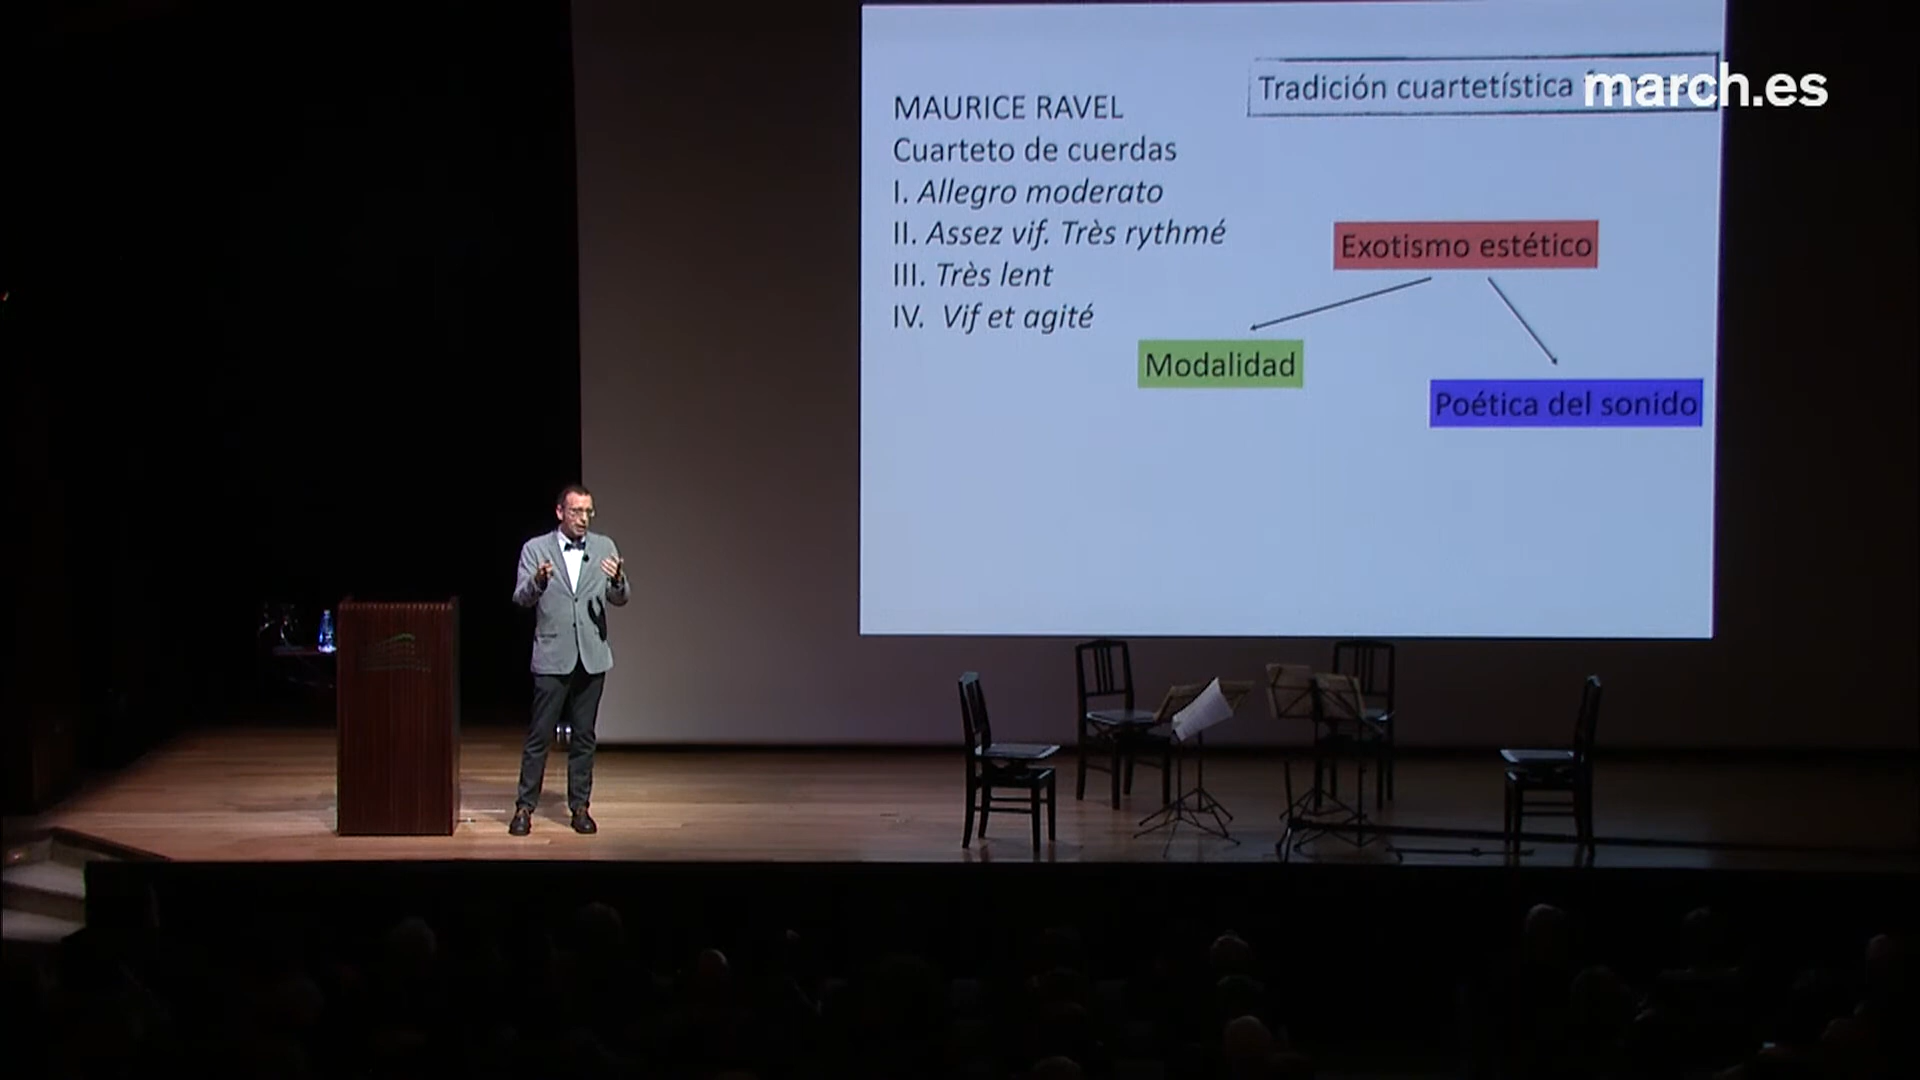 march.es
Tradición cuartetística
MAURICE RAVEL
Cuarteto de cuerdas
I. Allegro moderato
II. Assez vif. Très rythmé
III. Très lent
IV. Vif et agité
Exotismo estético
Modalidad
Poética del sonido